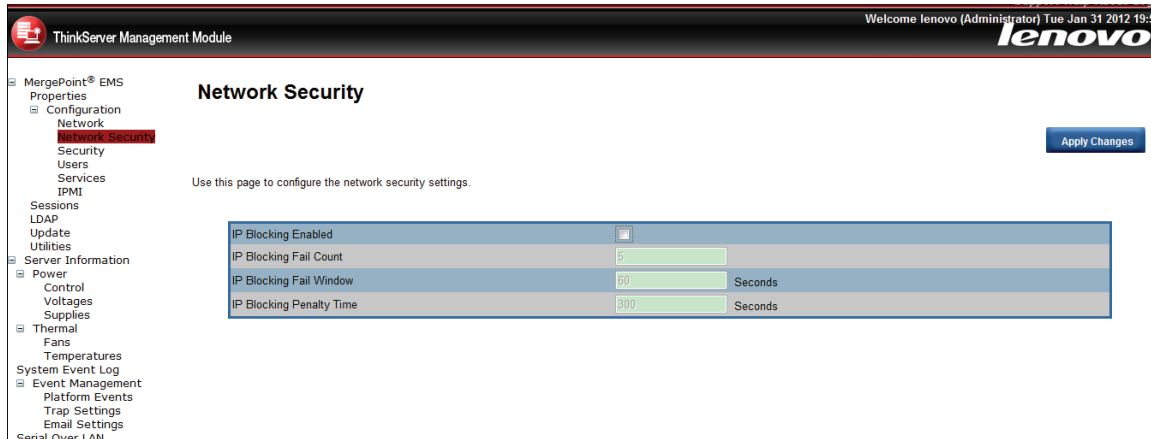 Welcome lenovo (Administrator) Tue Jan 31 2012 19:
ThinkServer Management Module
lenovo
MergePoint® EMS
Properties
Configuration
Network
Network Security
Security
Users
Services
IPMI
Sessions
LDAP
Update
Utilities
Server Information
Power
Control
Voltages
Supplies
Thermal
Fans
Temperatures
System Event Log
Event Management
Platform Events
Trap Settings
Email Settings
Serial Over LAN
Network Security
Apply Changes
Use this page to configure the network security settings.
IP Blocking Enabled
IP Blocking Fail Count 5
IP Blocking Fail Window 60 Seconds
IP Blocking Penalty Time 300 Seconds